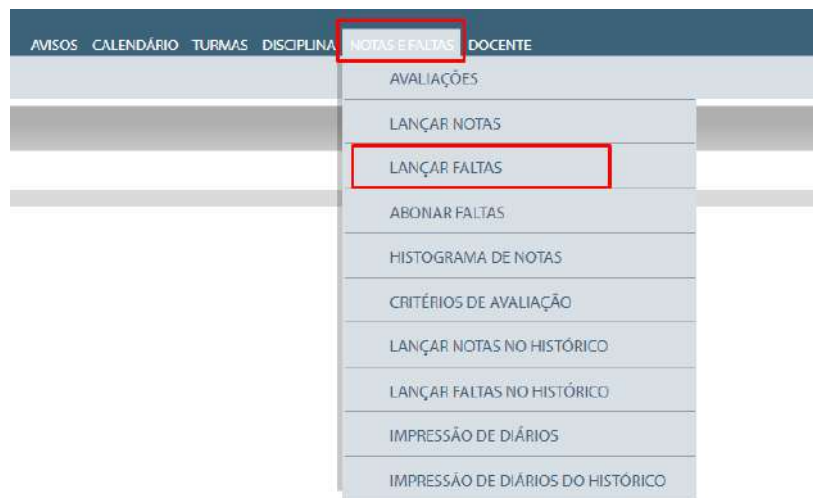 AVISOS CALENDÁRIO TURMAS DISCIPLINA NOTAS E FALTAS DOCENTE
AVALIAÇÕES
LANÇAR NOTAS
LANÇAR FALTAS
ABONAR FALTAS
HISTOGRAMA DE NOTAS
CRITÉRIOS DE AVALIAÇÃO
LANÇAR NOTAS NO HISTÓRICO
LANÇAR FALTAS NO HISTÓRICO
IMPRESSÃO DE DIÁRIOS
IMPRESSÃO DE DIÁRIOS DO HISTÓRICO